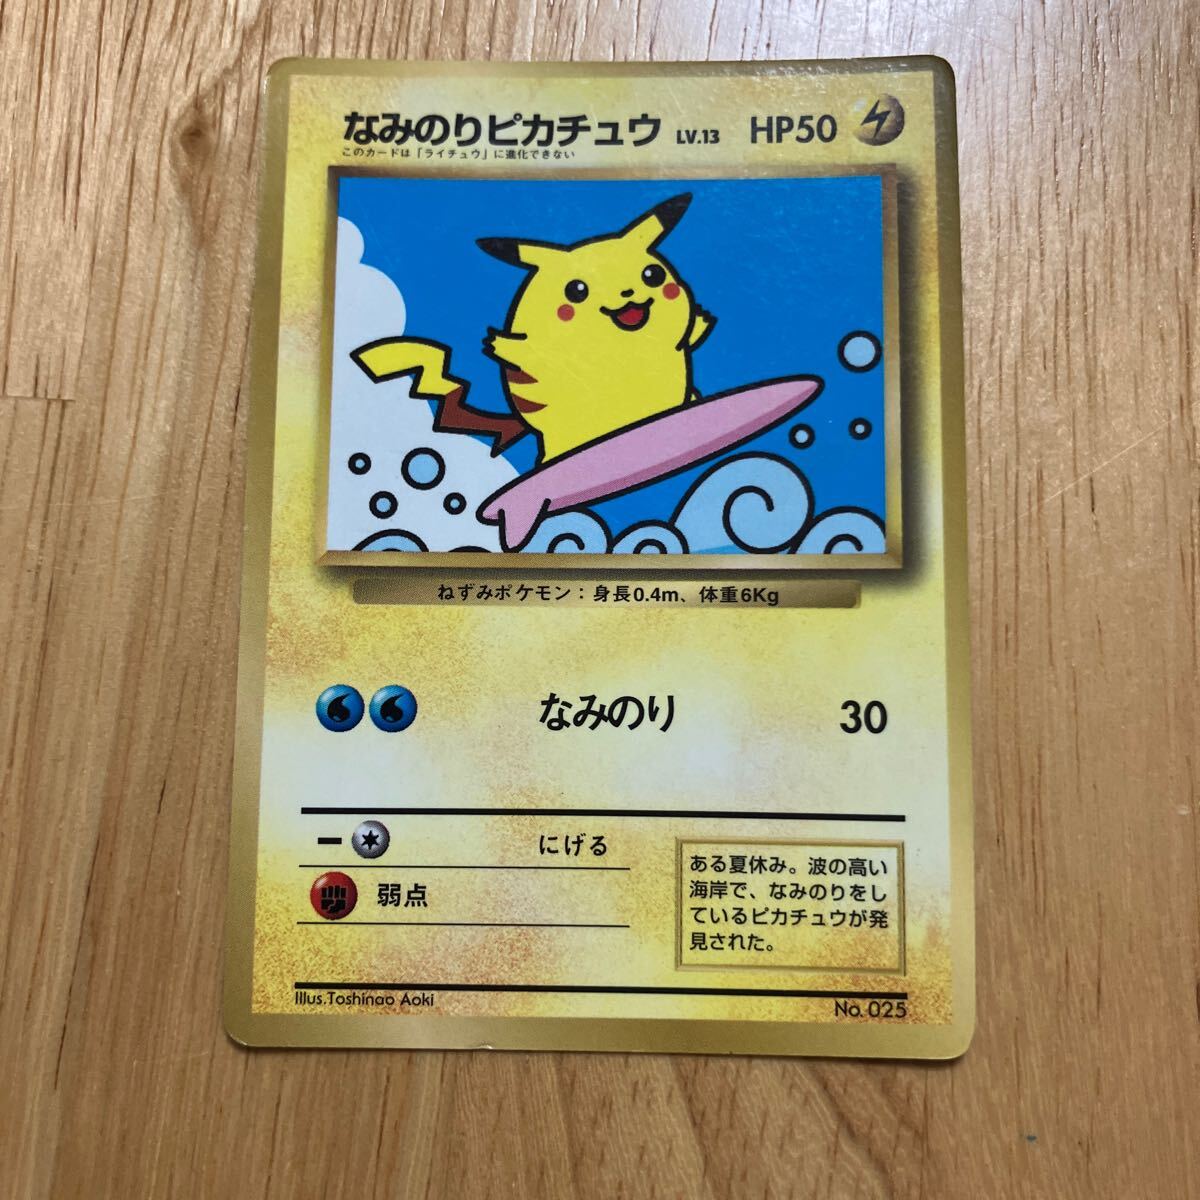 なみのりピカチュウ LV.13 HP50
このカードは「ライチュウ」に進化できない
ねずみポケモン：身長0.4m、体重6Kg
なみのり 30
にげる
弱点
ある夏休み。波の高い
海岸で、なみのりをし
ているピカチュウが発
見された。
Illus.Toshinao Aoki
No. 025